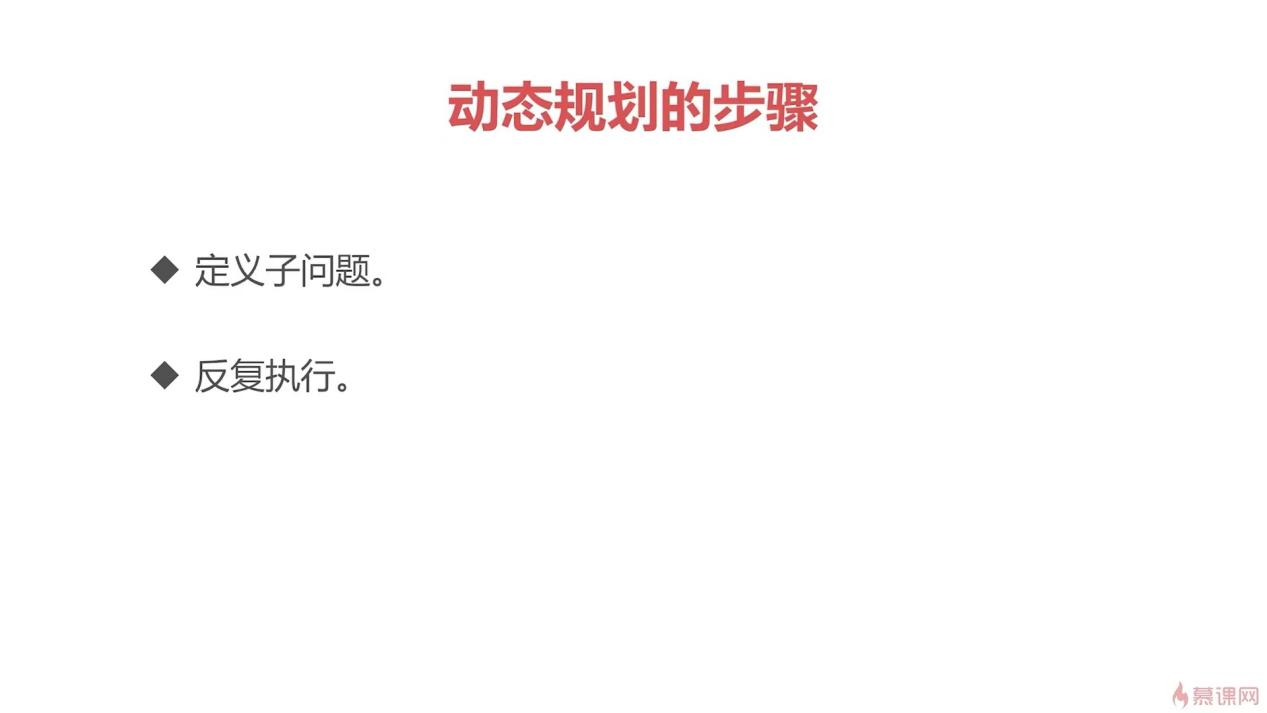 动态规划的步骤
◆ 定义子问题。
◆ 反复执行。
慕课网